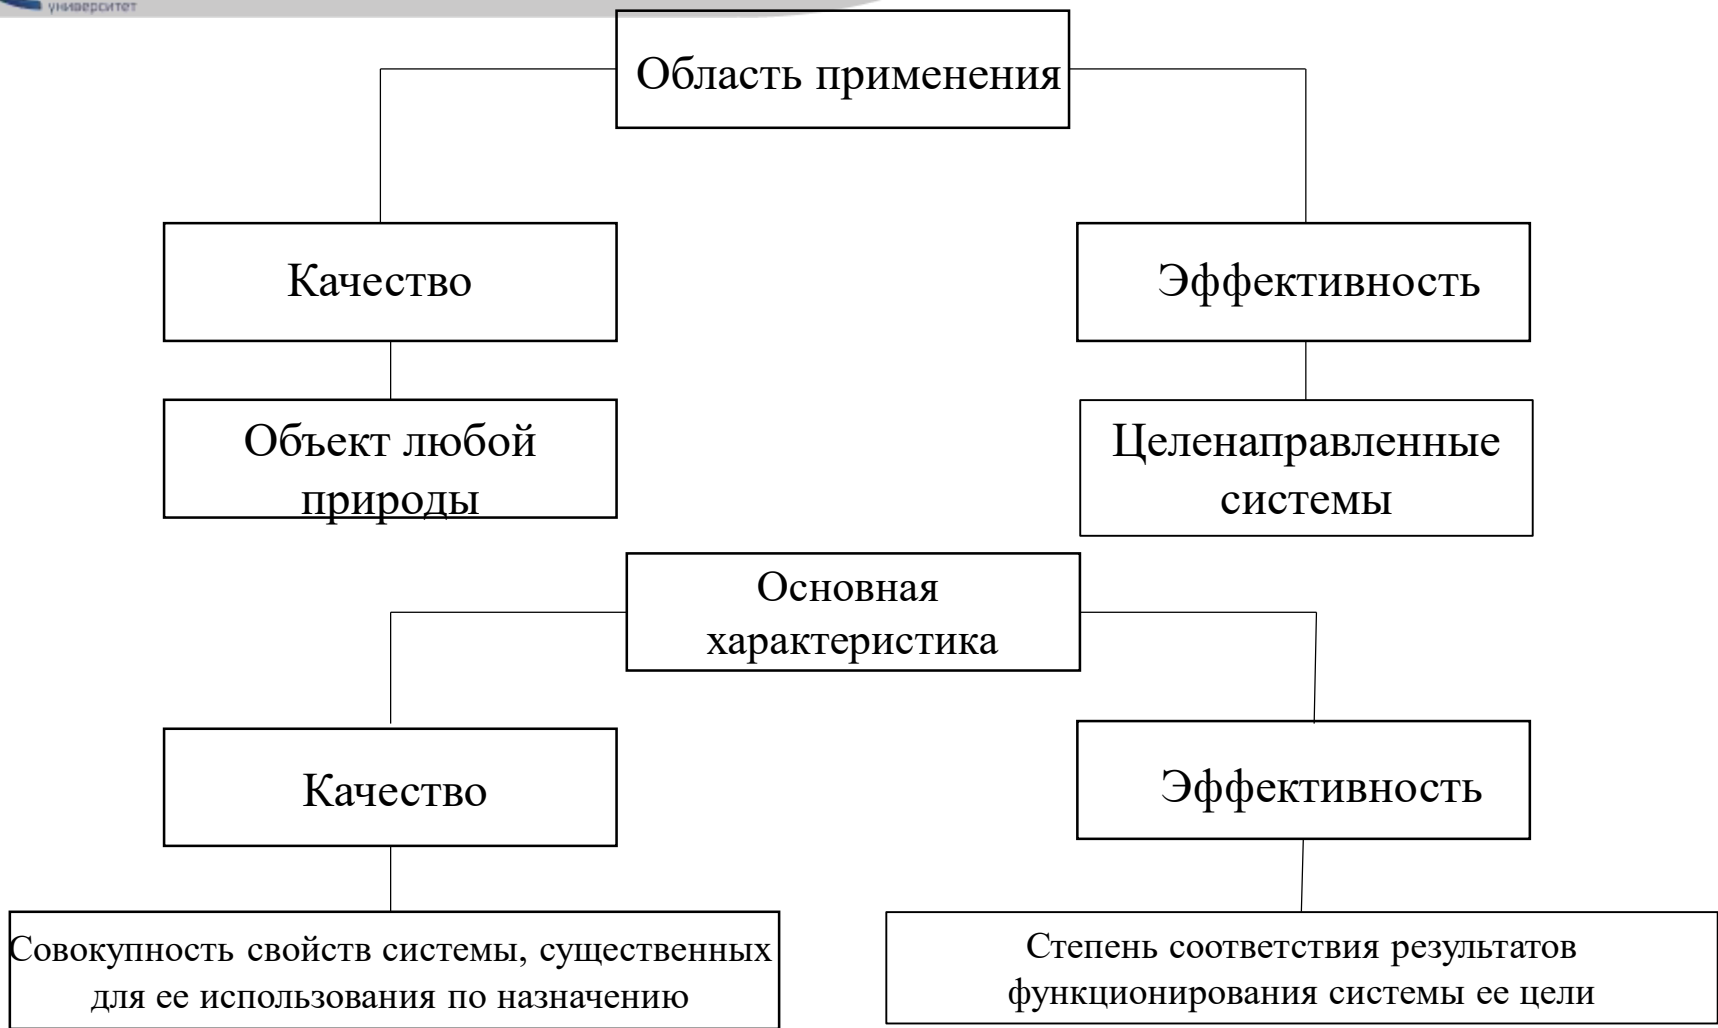 университет
Область применения
Качество
Эффективность
Объект любой
природы
Целенаправленные
системы
Основная
характеристика
Качество
Эффективность
Совокупность свойств системы, существенных
для ее использования по назначению
Степень соответствия результатов
функционирования системы ее цели